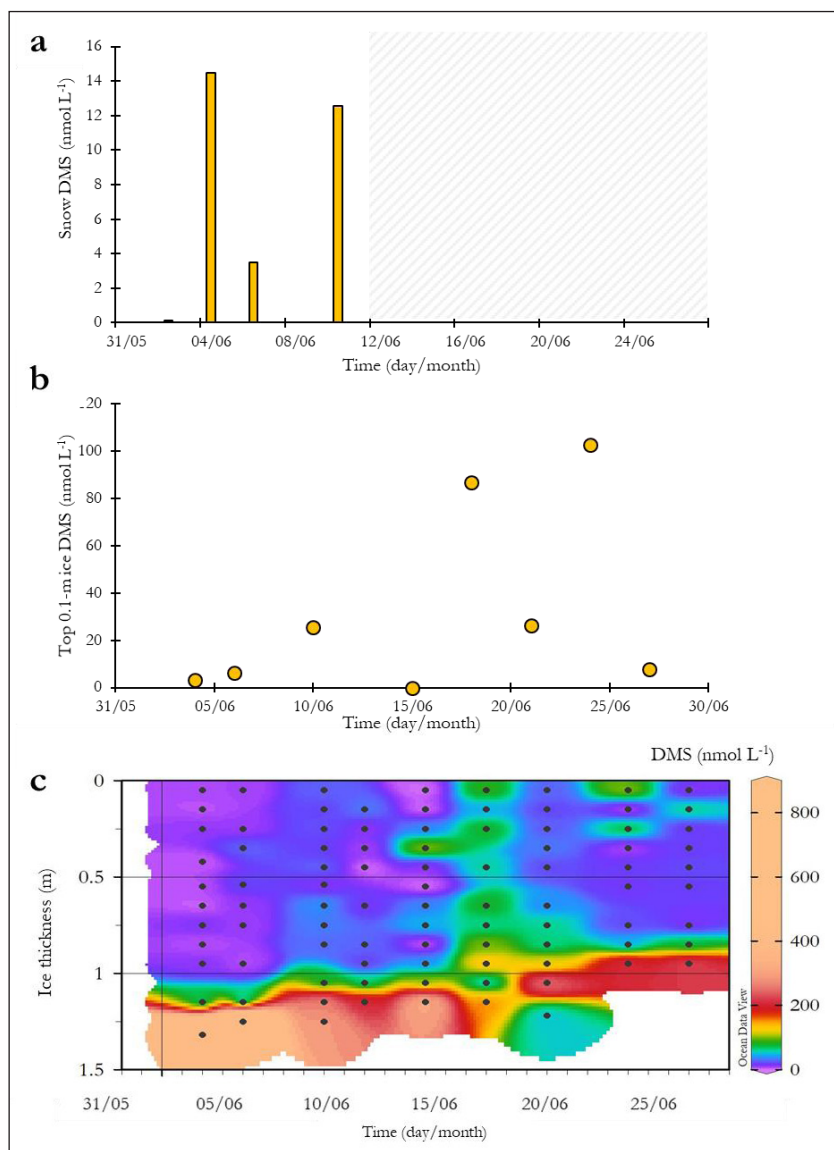 a
16
14
12
10
8
6
4
2
0
Snow DMS (nmol L⁻¹)
31/05 04/06 08/06 12/06 16/06 20/06 24/06
Time (day/month)
b
20
100
80
60
40
20
0
Top 0.1-m ice DMS (nmol L⁻¹)
31/05 05/06 10/06 15/06 20/06 25/06 30/06
Time (day/month)
DMS (nmol L⁻¹)
c
0
0.5
1
1.5
Ice thickness (m)
800
600
400
200
0
Ocean Data View
31/05 05/06 10/06 15/06 20/06 25/06
Time (day/month)